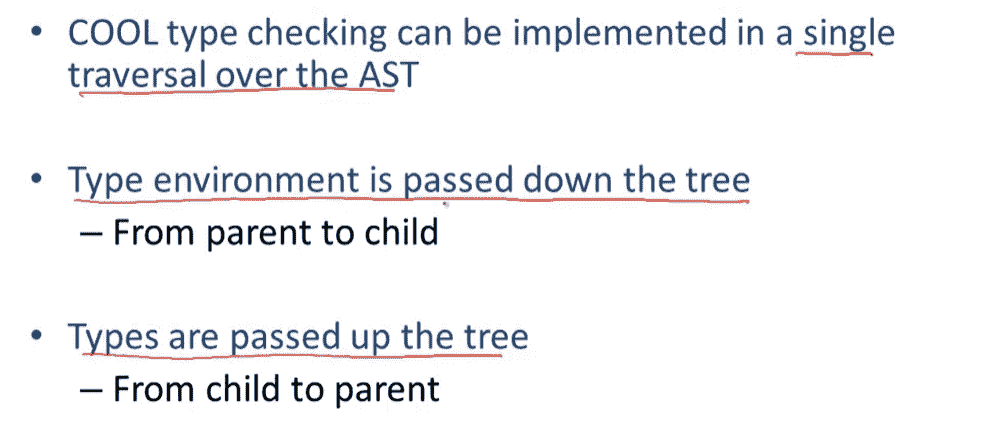 • COOL type checking can be implemented in a single
traversal over the AST
• Type environment is passed down the tree
– From parent to child
• Types are passed up the tree
– From child to parent